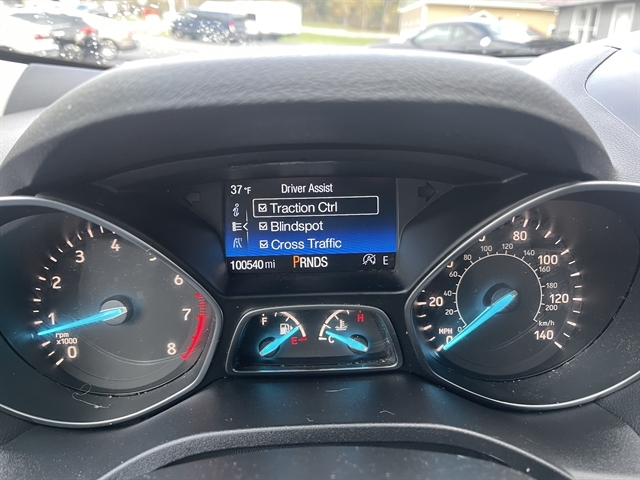 37 °F Driver Assist
Traction Ctrl
Blindspot
Cross Traffic
100540 mi PRNDS E
0 1 2 3 4 5 6 7 8
rpm
x1000
F E
C H
0 20 40 60 80 100 120 140
MPH
0 40 60 80 100 120 140 160 180 200
km/h